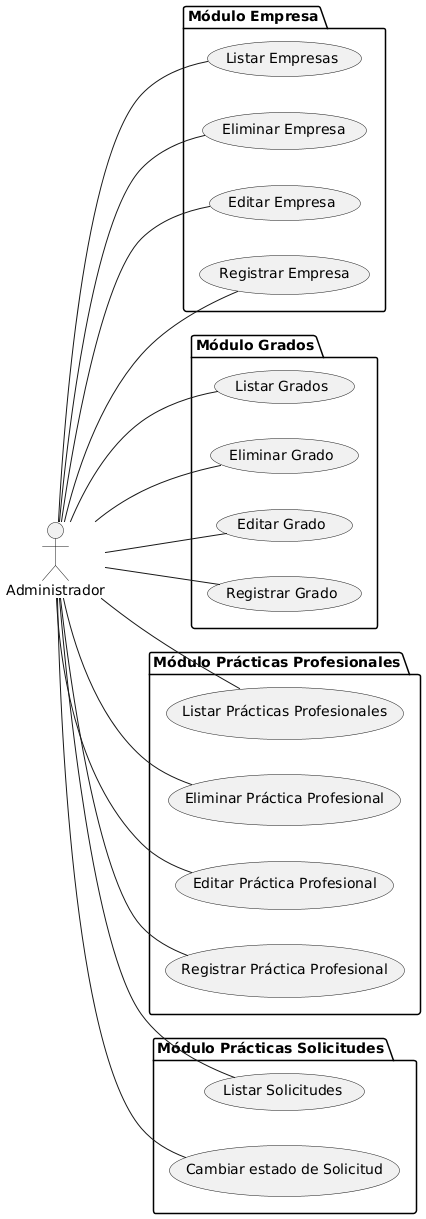 Módulo Empresa
Listar Empresas
Eliminar Empresa
Editar Empresa
Registrar Empresa
Módulo Grados
Listar Grados
Eliminar Grado
Editar Grado
Registrar Grado
Administrador
Módulo Prácticas Profesionales
Listar Prácticas Profesionales
Eliminar Práctica Profesional
Editar Práctica Profesional
Registrar Práctica Profesional
Módulo Prácticas Solicitudes
Listar Solicitudes
Cambiar estado de Solicitud